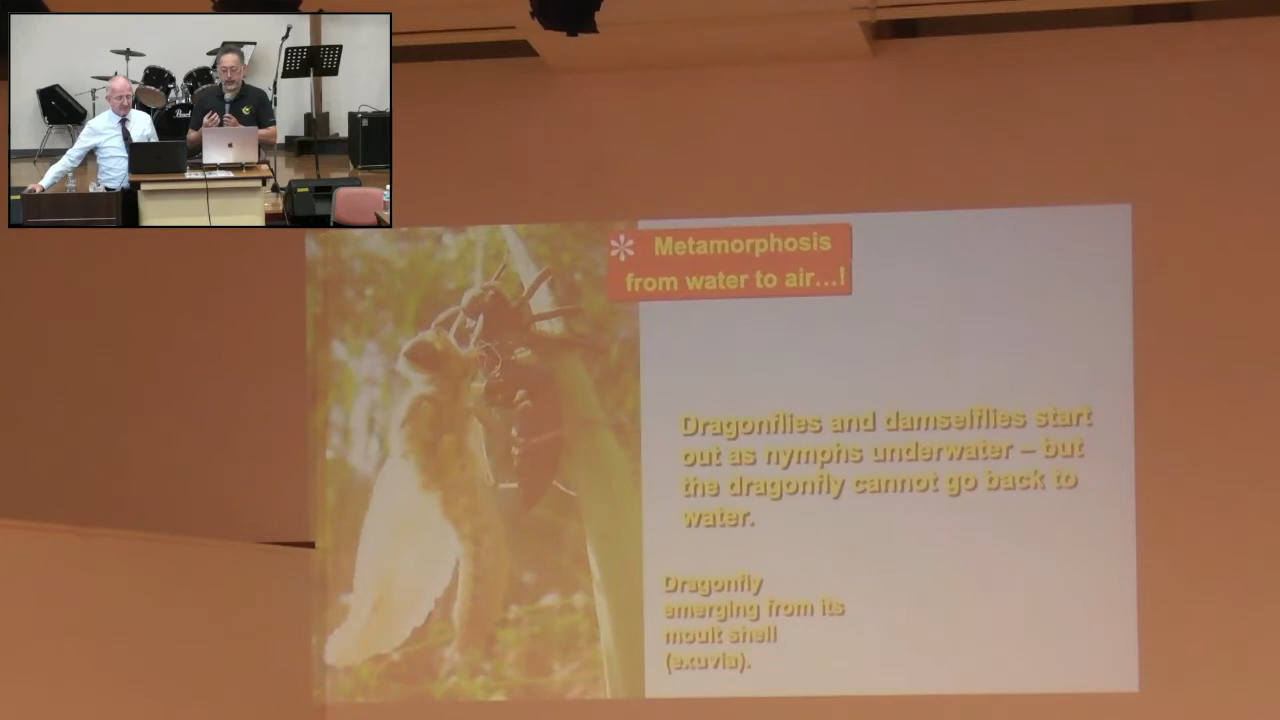 * Metamorphosis
from water to air...!
Dragonflies and damselflies start
out as nymphs underwater – but
the dragonfly cannot go back to
water.
Dragonfly
emerging from its
moult shell
(exuvia).
Pearl